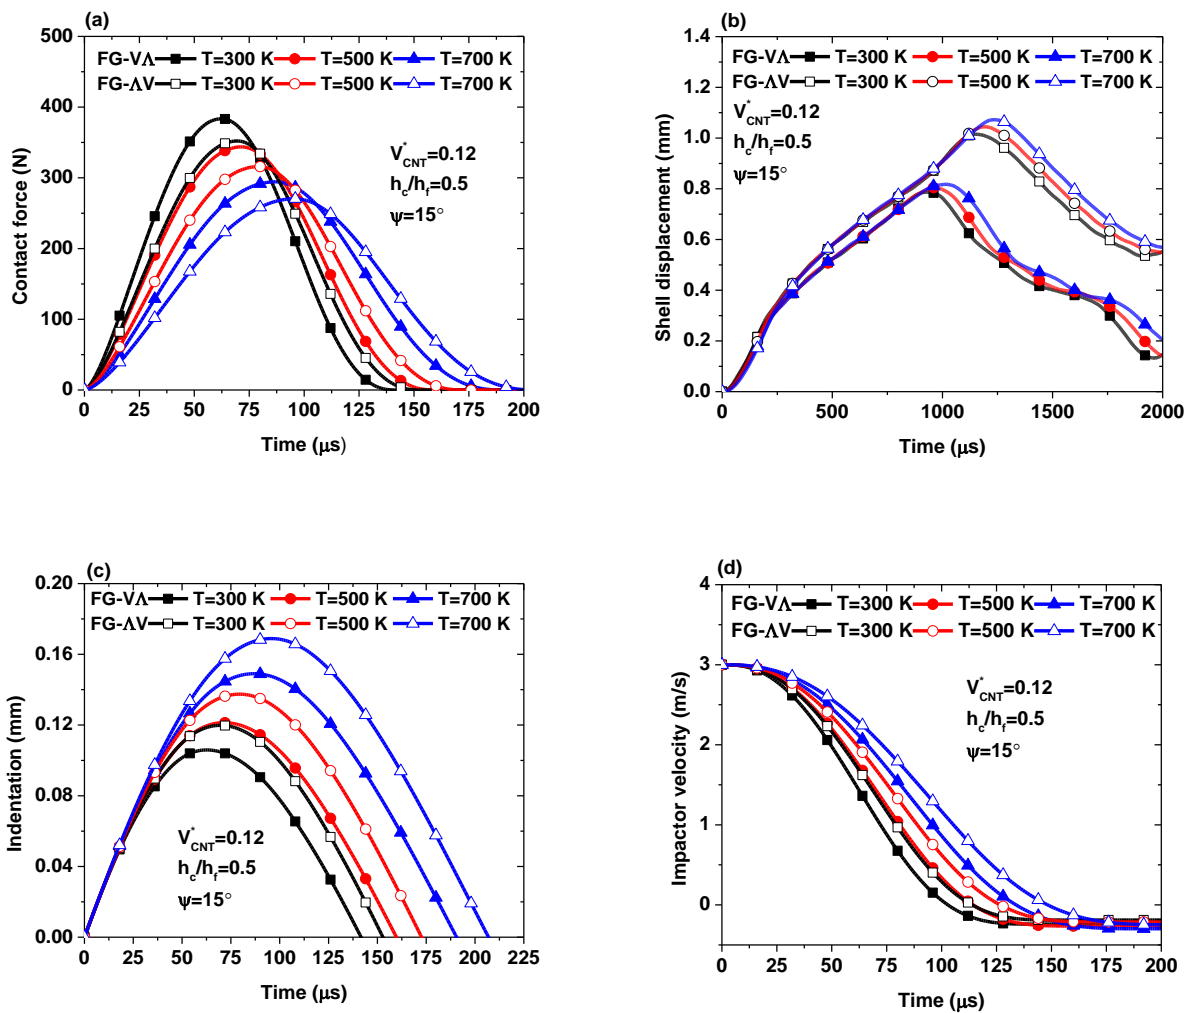 (a)
500
FG-VΛ T=300 K T=500 K T=700 K
FG-ΛV T=300 K T=500 K T=700 K
400
V*CNT=0.12
hc/hf=0.5
ψ=15°
300
200
100
0
0 25 50 75 100 125 150 175 200
Contact force (N)
Time (μs)
(b)
1.4
FG-VΛ T=300 K T=500 K T=700 K
FG-ΛV T=300 K T=500 K T=700 K
1.2
V*CNT=0.12
hc/hf=0.5
ψ=15°
1.0
0.8
0.6
0.4
0.2
0.0
0 500 1000 1500 2000
Shell displacement (mm)
Time (μs)
(c)
0.20
FG-VΛ T=300 K T=500 K T=700 K
FG-ΛV T=300 K T=500 K T=700 K
0.16
0.12
0.08
0.04
0.00
V*CNT=0.12
hc/hf=0.5
ψ=15°
0 25 50 75 100 125 150 175 200 225
Indentation (mm)
Time (μs)
(d)
4
FG-VΛ T=300 K T=500 K T=700 K
FG-ΛV T=300 K T=500 K T=700 K
3
V*CNT=0.12
hc/hf=0.5
ψ=15°
2
1
0
0 25 50 75 100 125 150 175 200
Impactor velocity (m/s)
Time (μs)